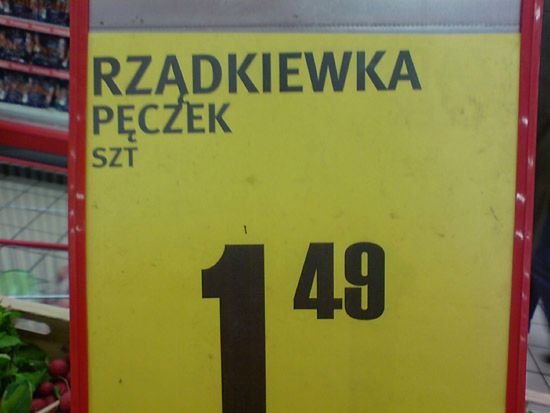 RZĄDKIEWKA
PĘCZEK
SZT
1 49